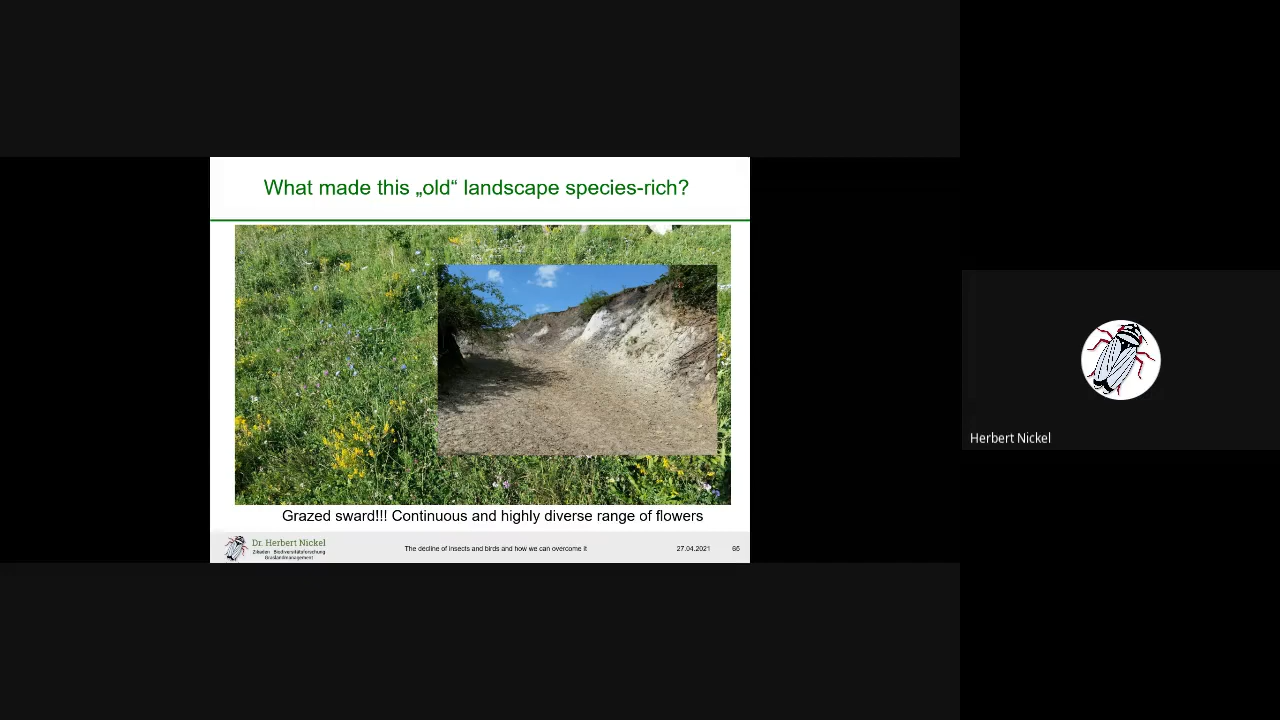 What made this „old“ landscape species-rich?
Grazed sward!!! Continuous and highly diverse range of flowers
Dr. Herbert Nickel
Zikaden Biodiversitätsforschung
Graslandmanagement
The decline of insects and birds and how we can overcome it
27.04.2021
66
Herbert Nickel